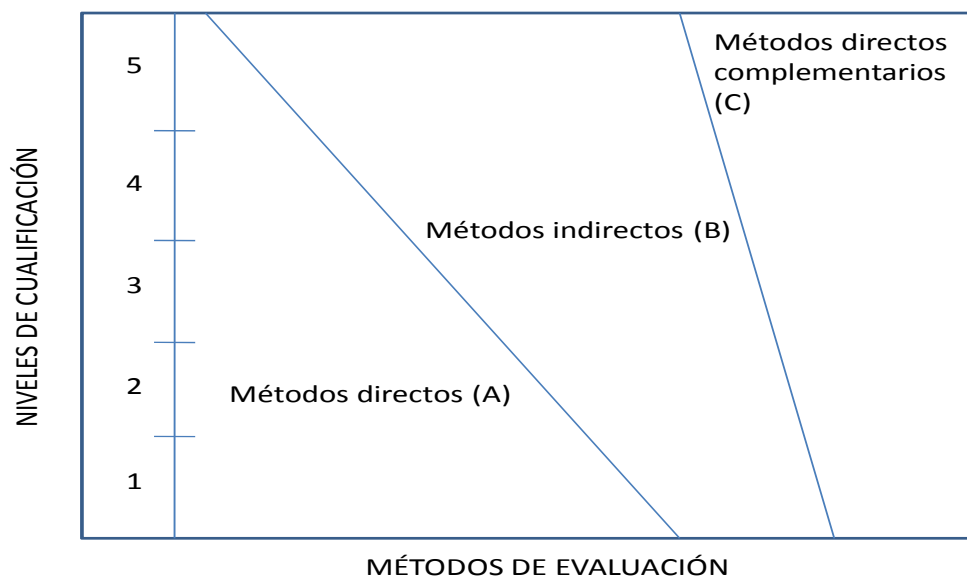 Métodos directos
complementarios
(C)
5
4
Métodos indirectos (B)
3
2
Métodos directos (A)
1
NIVELES DE CUALIFICACIÓN
MÉTODOS DE EVALUACIÓN